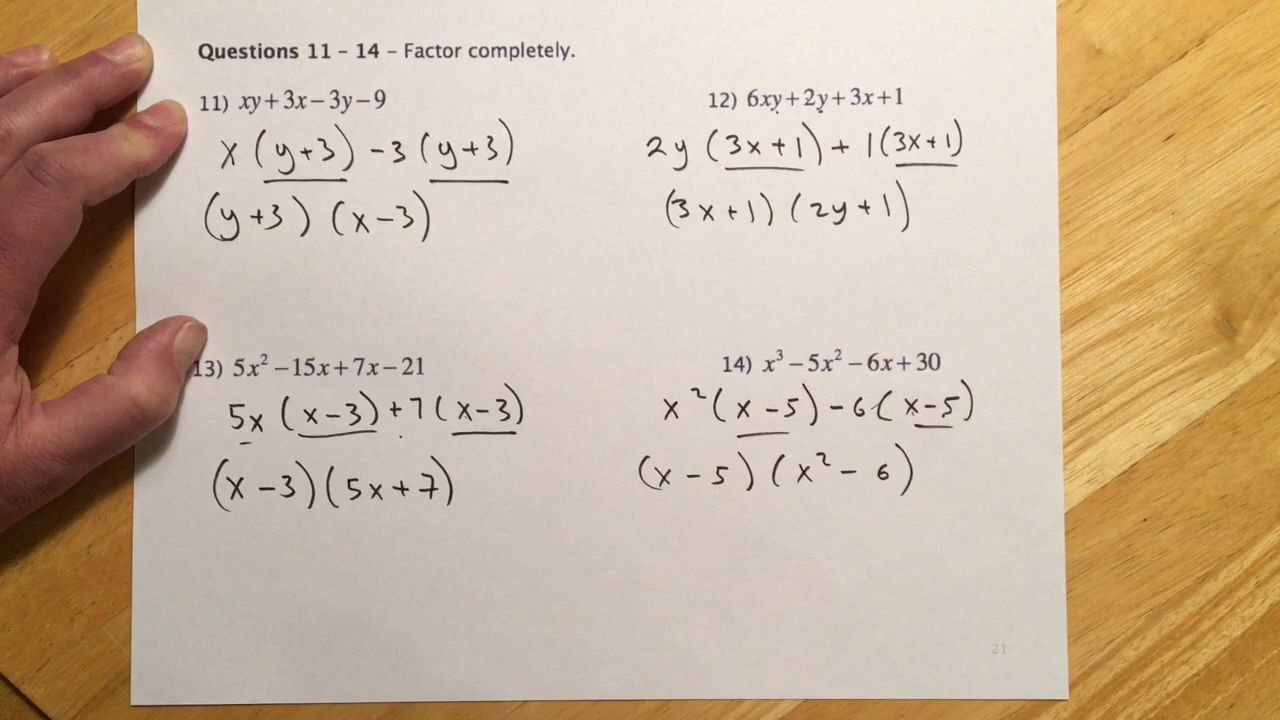 Questions 11 – 14 – Factor completely.
11) xy+3x−3y−9
x (y+3) −3 (y+3)
(y+3) (x−3)
12) 6xy+2y+3x+1
2y (3x+1) + 1(3x+1)
(3x+1) (2y+1)
13) 5x² −15x+7x−21
5x (x−3) +7 (x−3)
(x−3)(5x+7)
14) x³ −5x² −6x+30
x²(x−5) −6(x−5)
(x−5) (x²−6)
21